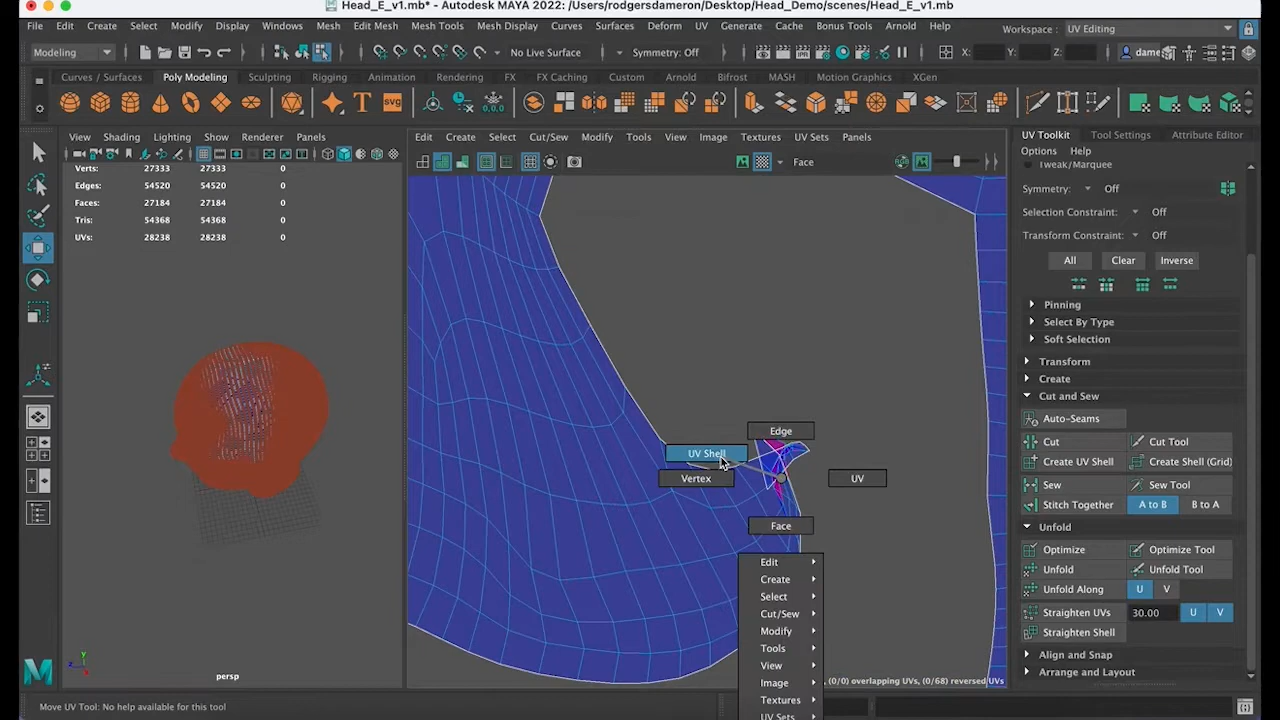 Head_E_v1.mb* - Autodesk MAYA 2022: /Users/rodgersdameron/Desktop/Head_Demo/scenes/Head_E_v1.mb
File Edit Create Select Modify Display Windows Mesh Edit Mesh Mesh Tools Mesh Display Curves Surfaces Deform UV Generate Cache Bonus Tools Arnold Help Workspace: UV Editing
Modeling No Live Surface Symmetry: Off X: Y: Z: dame
Curves / Surfaces Poly Modeling Sculpting Rigging Animation Rendering FX FX Caching Custom Arnold Bifrost MASH Motion Graphics XGen
View Shading Lighting Show Renderer Panels
Verts: 27333 27333 0
Edges: 54520 54520 0
Faces: 27184 27184 0
Tris: 54368 54368 0
UVs: 28238 28238 0
persp
Edit Create Select Cut/Sew Modify Tools View Image Textures UV Sets Panels
Face
Edge
UV Shell
Vertex
UV
Face
Edit
Create
Select
Cut/Sew
Modify
Tools
View
Image
Textures
UV Sets
(0/0) overlapping UVs, (0/68) reversed UVs
UV Toolkit Tool Settings Attribute Editor
Options Help
Tweak/Marquee
Symmetry: Off
Selection Constraint: Off
Transform Constraint: Off
All Clear Inverse
Pinning
Select By Type
Soft Selection
Transform
Create
Cut and Sew
Auto-Seams
Cut Cut Tool
Create UV Shell Create Shell (Grid)
Sew Sew Tool
Stitch Together A to B B to A
Unfold
Optimize Optimize Tool
Unfold Unfold Tool
Unfold Along U V
Straighten UVs 30.00 U V
Straighten Shell
Align and Snap
Arrange and Layout
Move UV Tool: No help available for this tool